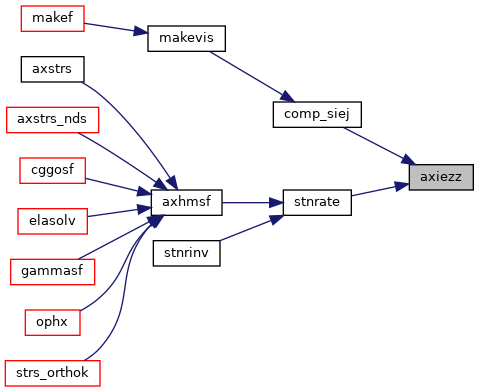 makef
makevis
axstrs
comp_siej
axstrs_nds
cggosf
axiezz
axhmsf
stnrate
elasolv
stnrinv
gammasf
ophx
strs_orthok